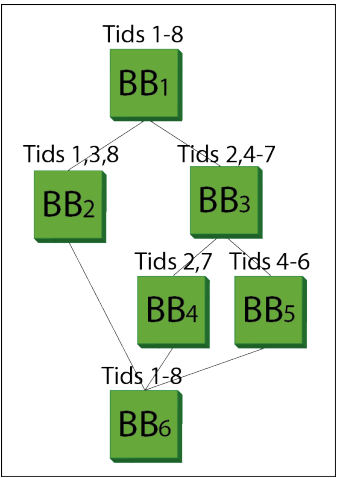 Tids 1-8
BB1
Tids 1,3,8
Tids 2,4-7
BB2
BB3
Tids 2,7
Tids 4-6
BB4
BB5
Tids 1-8
BB6